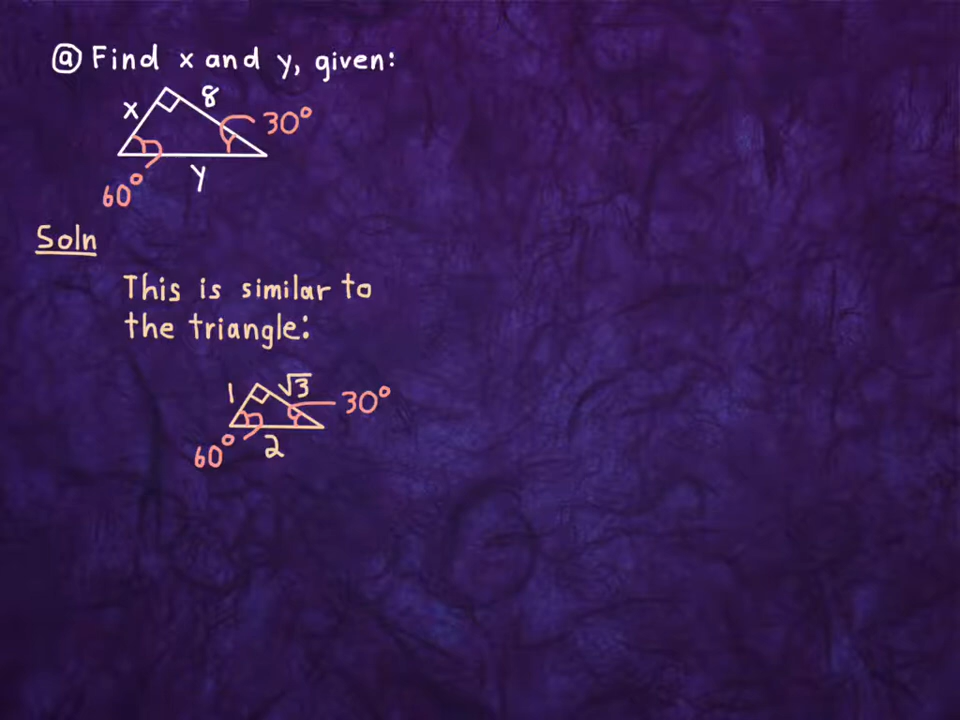 ⓐ Find x and y, given:
x
8
30°
60°
y
Soln
This is similar to
the triangle:
1
√3
30°
60°
2